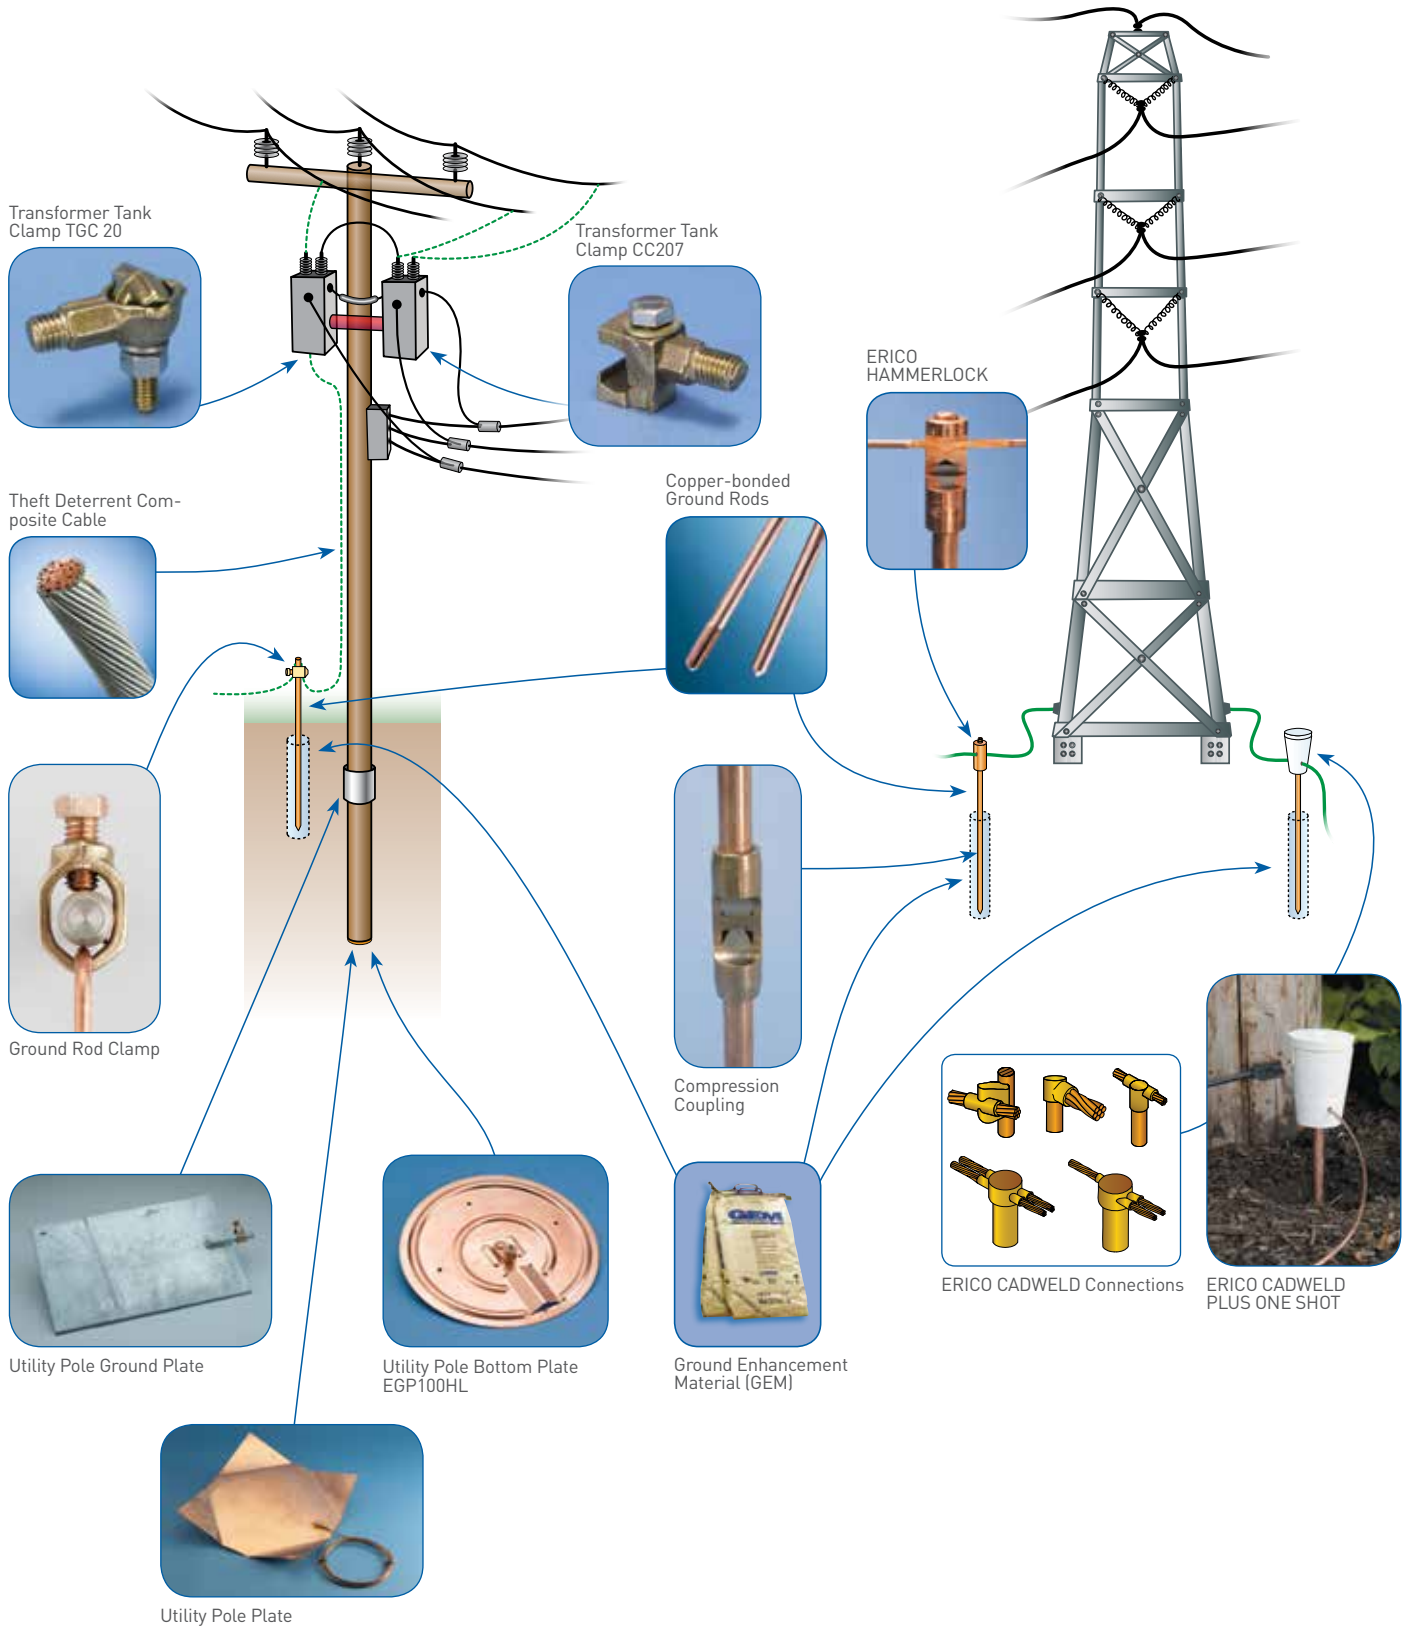 Transformer Tank
Clamp TGC 20
Transformer Tank
Clamp CC207
ERICO
HAMMERLOCK
Theft Deterrent Com-
posite Cable
Copper-bonded
Ground Rods
Ground Rod Clamp
Compression
Coupling
GEM
ERICO CADWELD Connections
ERICO CADWELD
PLUS ONE SHOT
Utility Pole Ground Plate
Utility Pole Bottom Plate
EGP100HL
Ground Enhancement
Material (GEM)
Utility Pole Plate